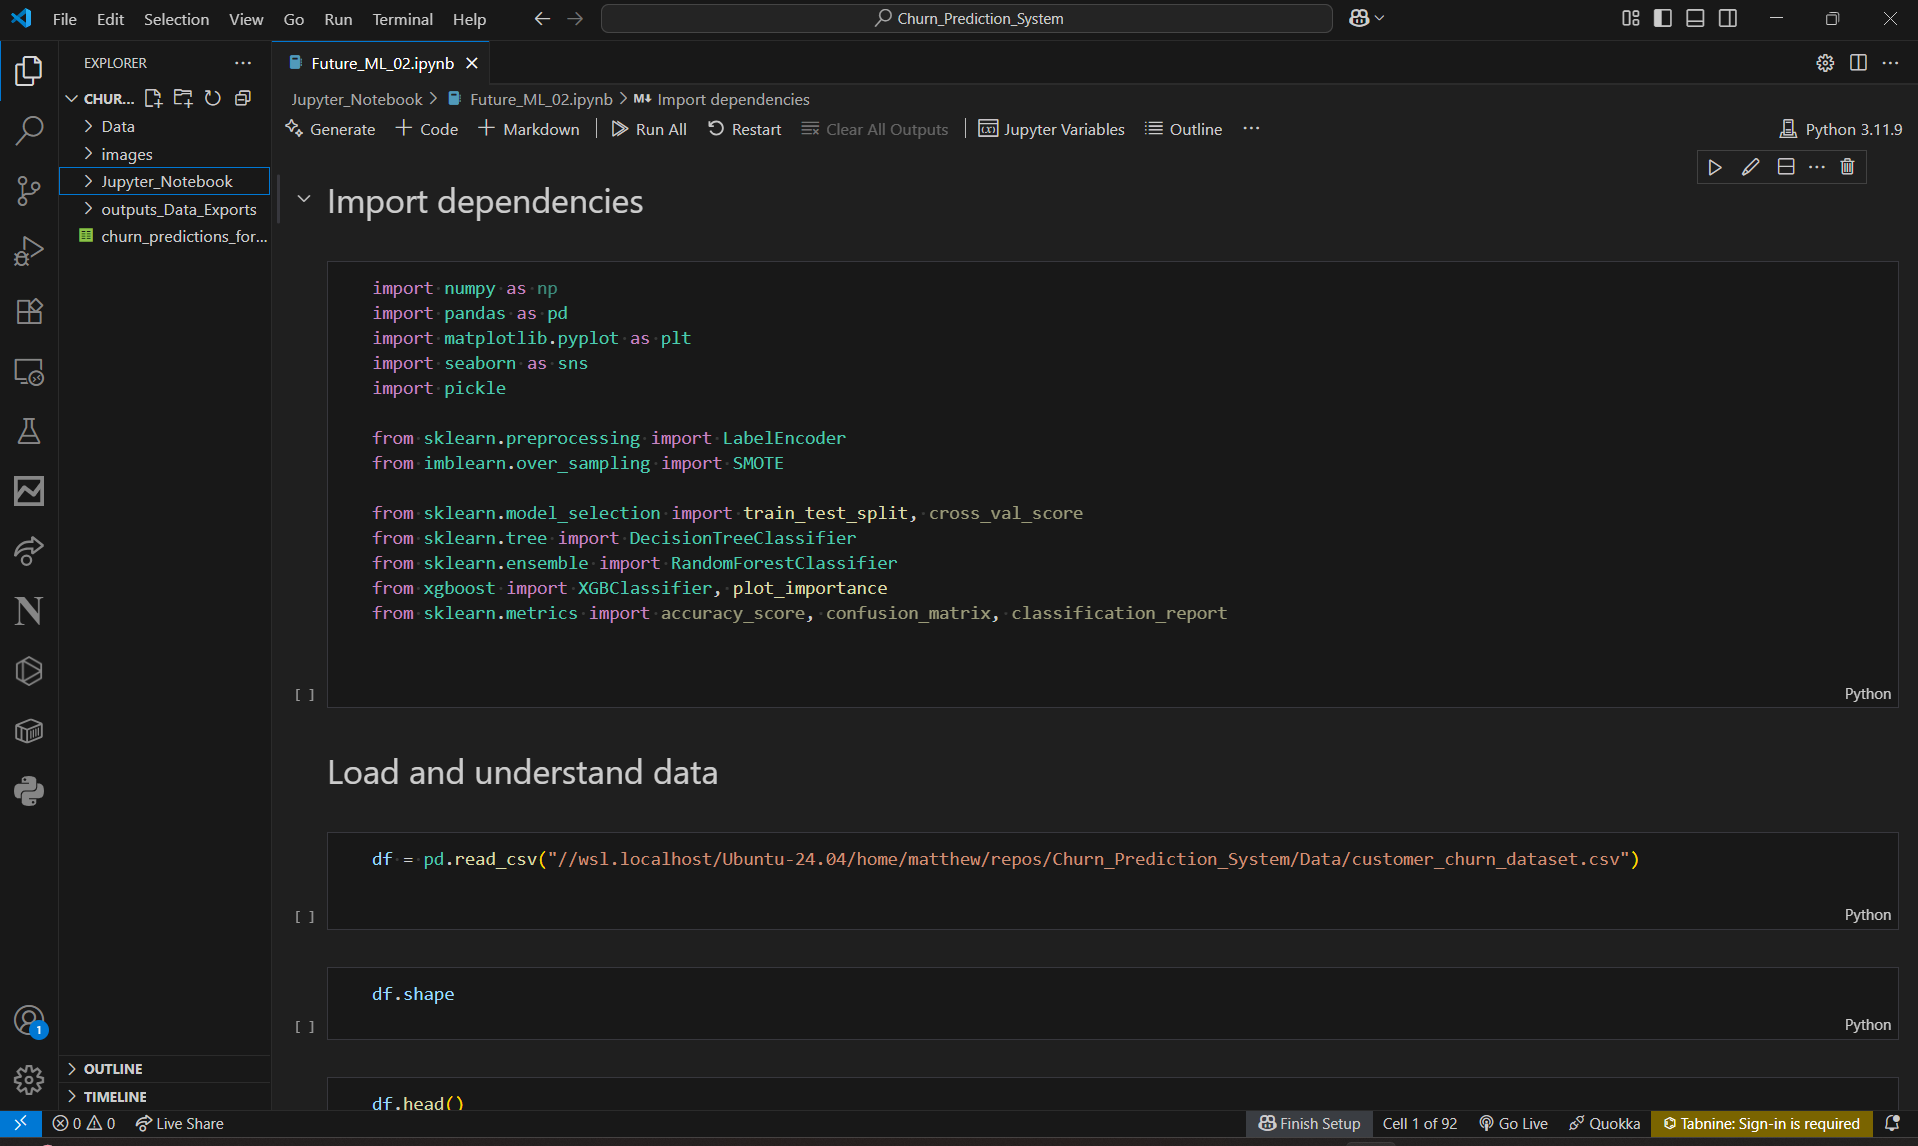 File Edit Selection View Go Run Terminal Help
Churn_Prediction_System
EXPLORER
CHUR...
Data
images
Jupyter_Notebook
outputs_Data_Exports
churn_predictions_for...
OUTLINE
TIMELINE
Future_ML_02.ipynb
Jupyter_Notebook > Future_ML_02.ipynb > M↓ Import dependencies
Generate + Code + Markdown Run All Restart Clear All Outputs Jupyter Variables Outline ...
Python 3.11.9
Import dependencies
import numpy as np
import pandas as pd
import matplotlib.pyplot as plt
import seaborn as sns
import pickle
from sklearn.preprocessing import LabelEncoder
from imblearn.over_sampling import SMOTE
from sklearn.model_selection import train_test_split, cross_val_score
from sklearn.tree import DecisionTreeClassifier
from sklearn.ensemble import RandomForestClassifier
from xgboost import XGBClassifier, plot_importance
from sklearn.metrics import accuracy_score, confusion_matrix, classification_report
[ ]
Python
Load and understand data
df = pd.read_csv("//wsl.localhost/Ubuntu-24.04/home/matthew/repos/Churn_Prediction_System/Data/customer_churn_dataset.csv")
[ ]
Python
df.shape
[ ]
Python
df.head()
1
0 0 Live Share
Finish Setup Cell 1 of 92 Go Live Quokka Tabnine: Sign-in is required